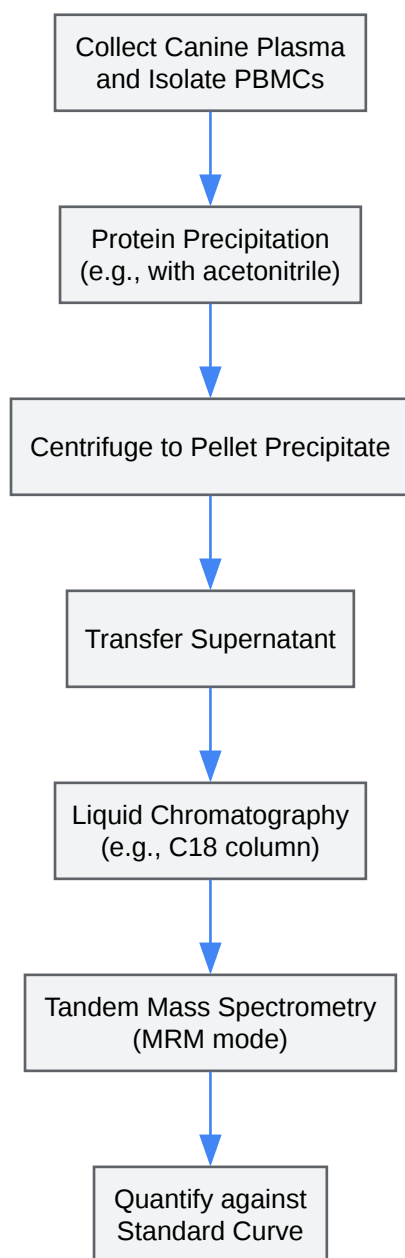 Collect Canine Plasma
and Isolate PBMCs
Protein Precipitation
(e.g., with acetonitrile)
Centrifuge to Pellet Precipitate
Transfer Supernatant
Liquid Chromatography
(e.g., C18 column)
Tandem Mass Spectrometry
(MRM mode)
Quantify against
Standard Curve